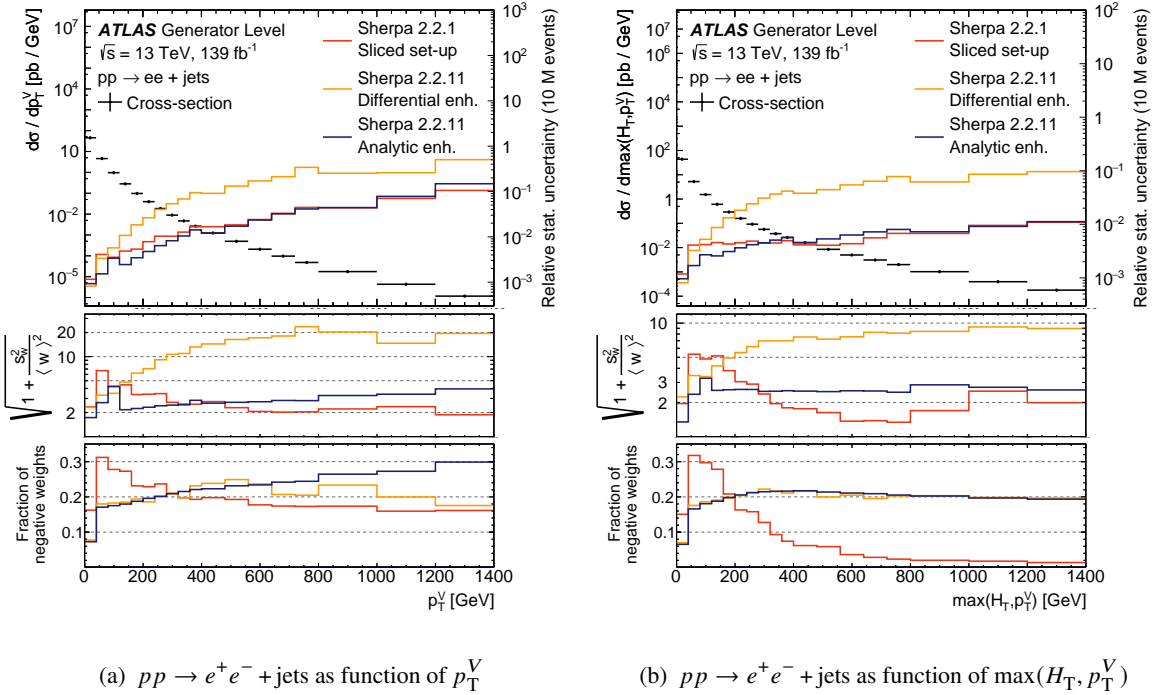 ATLAS Generator Level
√s = 13 TeV, 139 fb⁻¹
pp → ee + jets
Cross-section
Sherpa 2.2.1
Sliced set-up
Sherpa 2.2.11
Differential enh.
Sherpa 2.2.11
Analytic enh.
dσ / dp_T^V [pb / GeV]
10⁷
10⁴
10
10⁻²
10⁻⁵
Relative stat. uncertainty (10 M events)
10³
10²
10
1
10⁻¹
10⁻²
10⁻³
√(1 + s_w²/⟨w⟩²)
20
10
2
Fraction of
negative weights
0.3
0.2
0.1
0 200 400 600 800 1000 1200 1400
p_T^V [GeV]
ATLAS Generator Level
√s = 13 TeV, 139 fb⁻¹
pp → ee + jets
Cross-section
Sherpa 2.2.1
Sliced set-up
Sherpa 2.2.11
Differential enh.
Sherpa 2.2.11
Analytic enh.
dσ / dmax(H_T,p_T^V) [pb / GeV]
10⁸
10⁶
10⁴
10²
1
10⁻²
10⁻⁴
Relative stat. uncertainty (10 M events)
10²
10
1
10⁻¹
10⁻²
10⁻³
√(1 + s_w²/⟨w⟩²)
10
3
2
Fraction of
negative weights
0.3
0.2
0.1
0 200 400 600 800 1000 1200 1400
max(H_T,p_T^V) [GeV]
(a) pp → e⁺e⁻ + jets as function of p_T^V
(b) pp → e⁺e⁻ + jets as function of max(H_T, p_T^V)